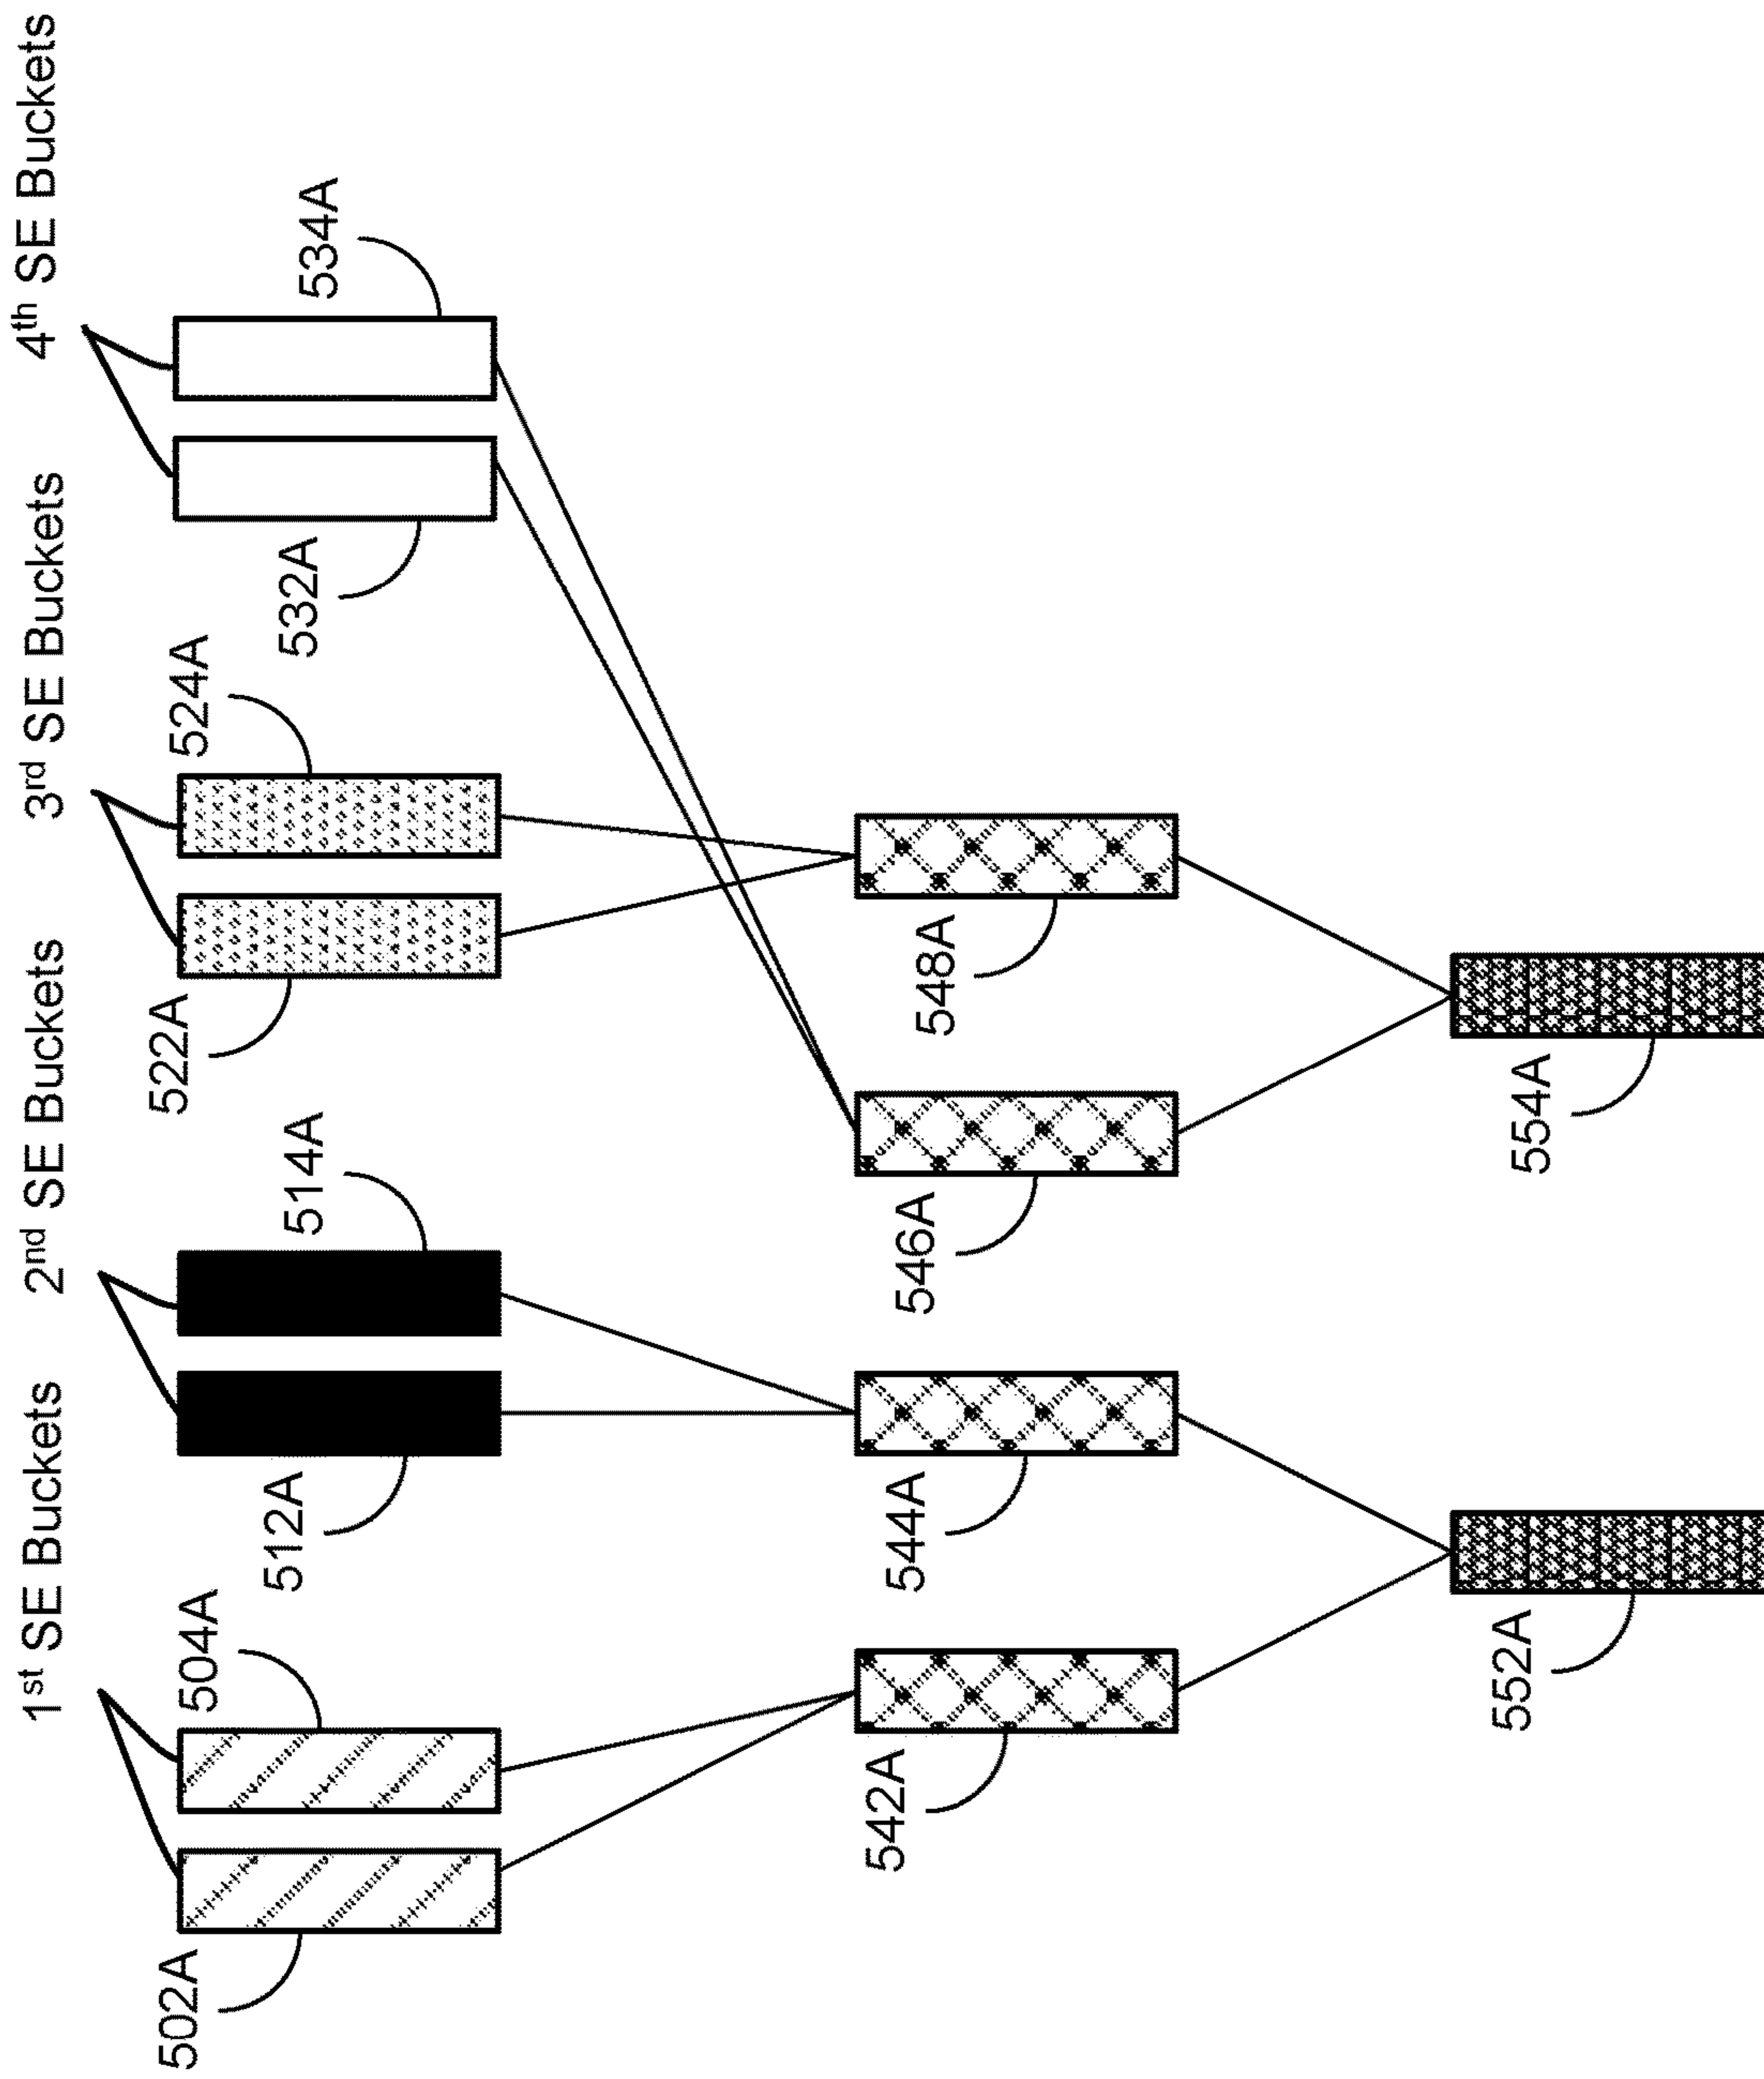 1st SE Buckets
2nd SE Buckets
3rd SE Buckets
4th SE Buckets
502A
504A
512A
514A
522A
524A
532A
534A
542A
544A
546A
548A
552A
554A